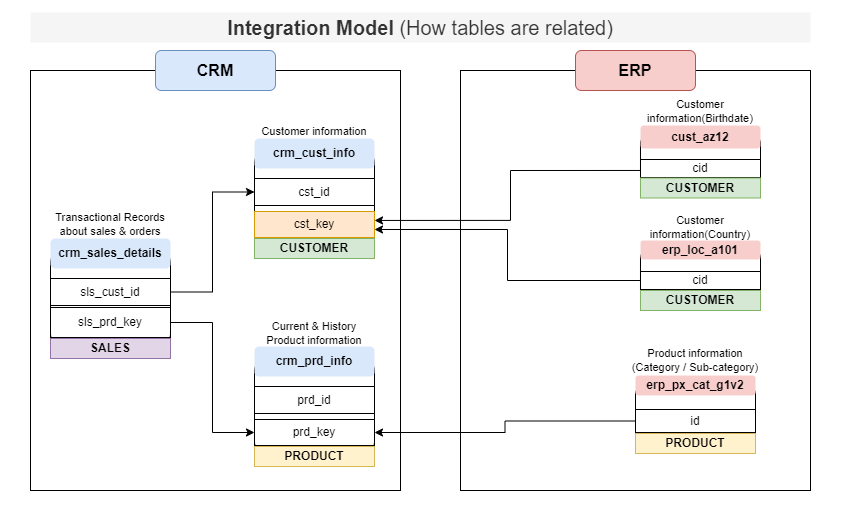 Integration Model (How tables are related)
CRM
ERP
Customer information
crm_cust_info
cst_id
cst_key
CUSTOMER
Transactional Records
about sales & orders
crm_sales_details
sls_cust_id
sls_prd_key
SALES
Current & History
Product information
crm_prd_info
prd_id
prd_key
PRODUCT
Customer
information(Birthdate)
cust_az12
cid
CUSTOMER
Customer
information(Country)
erp_loc_a101
cid
CUSTOMER
Product information
(Category / Sub-category)
erp_px_cat_g1v2
id
PRODUCT